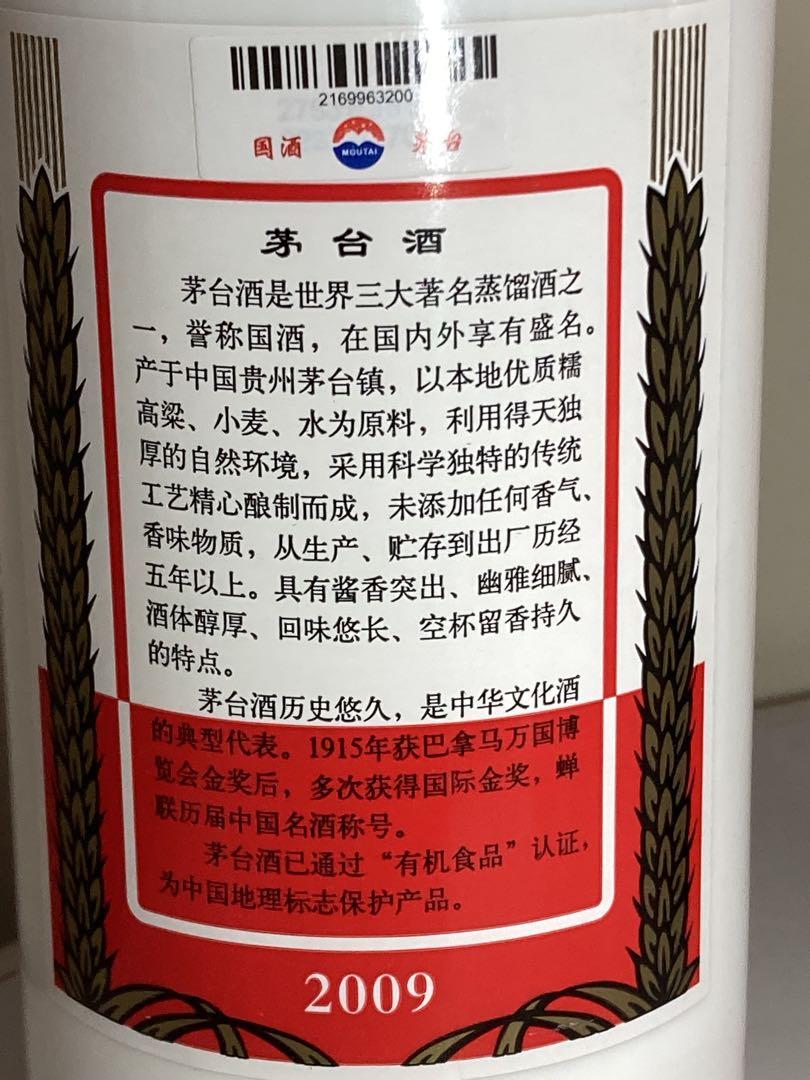 2169963200
国酒 MOUTAI 茅台
茅台酒
茅台酒是世界三大著名蒸馏酒之
一，誉称国酒，在国内外享有盛名。
产于中国贵州茅台镇，以本地优质糯
高粱、小麦、水为原料，利用得天独
厚的自然环境，采用科学独特的传统
工艺精心酿制而成，未添加任何香气、
香味物质，从生产、贮存到出厂历经
五年以上。具有酱香突出、幽雅细腻、
酒体醇厚、回味悠长、空杯留香持久
的特点。
茅台酒历史悠久，是中华文化酒
的典型代表。1915年获巴拿马万国博
览会金奖后，多次获得国际金奖，蝉
联历届中国名酒称号。
茅台酒已通过“有机食品”认证，
为中国地理标志保护产品。
2009